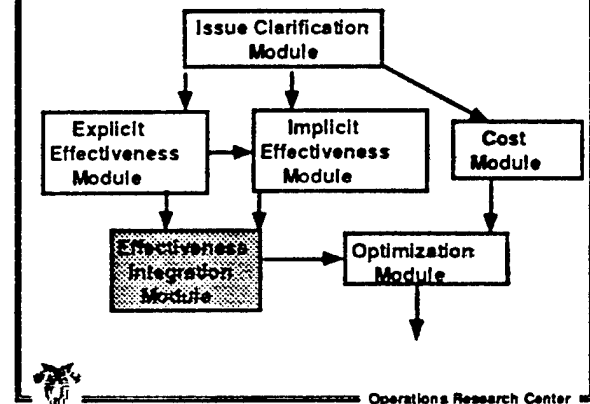 Issue Clarification
Module
Explicit
Effectiveness
Module
Implicit
Effectiveness
Module
Cost
Module
Effectiveness
Integration
Module
Optimization
Module
Operations Research Center